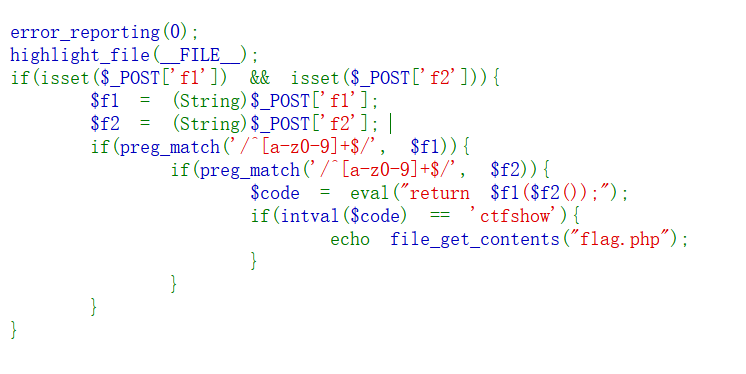 error_reporting(0);
highlight_file(__FILE__);
if(isset($_POST['f1']) && isset($_POST['f2'])){
$f1 = (String)$_POST['f1'];
$f2 = (String)$_POST['f2'];
if(preg_match('/^[a-z0-9]+$/', $f1)){
if(preg_match('/^[a-z0-9]+$/', $f2)){
$code = eval("return $f1($f2());");
if(intval($code) == 'ctfshow'){
echo file_get_contents("flag.php");
}
}
}
}